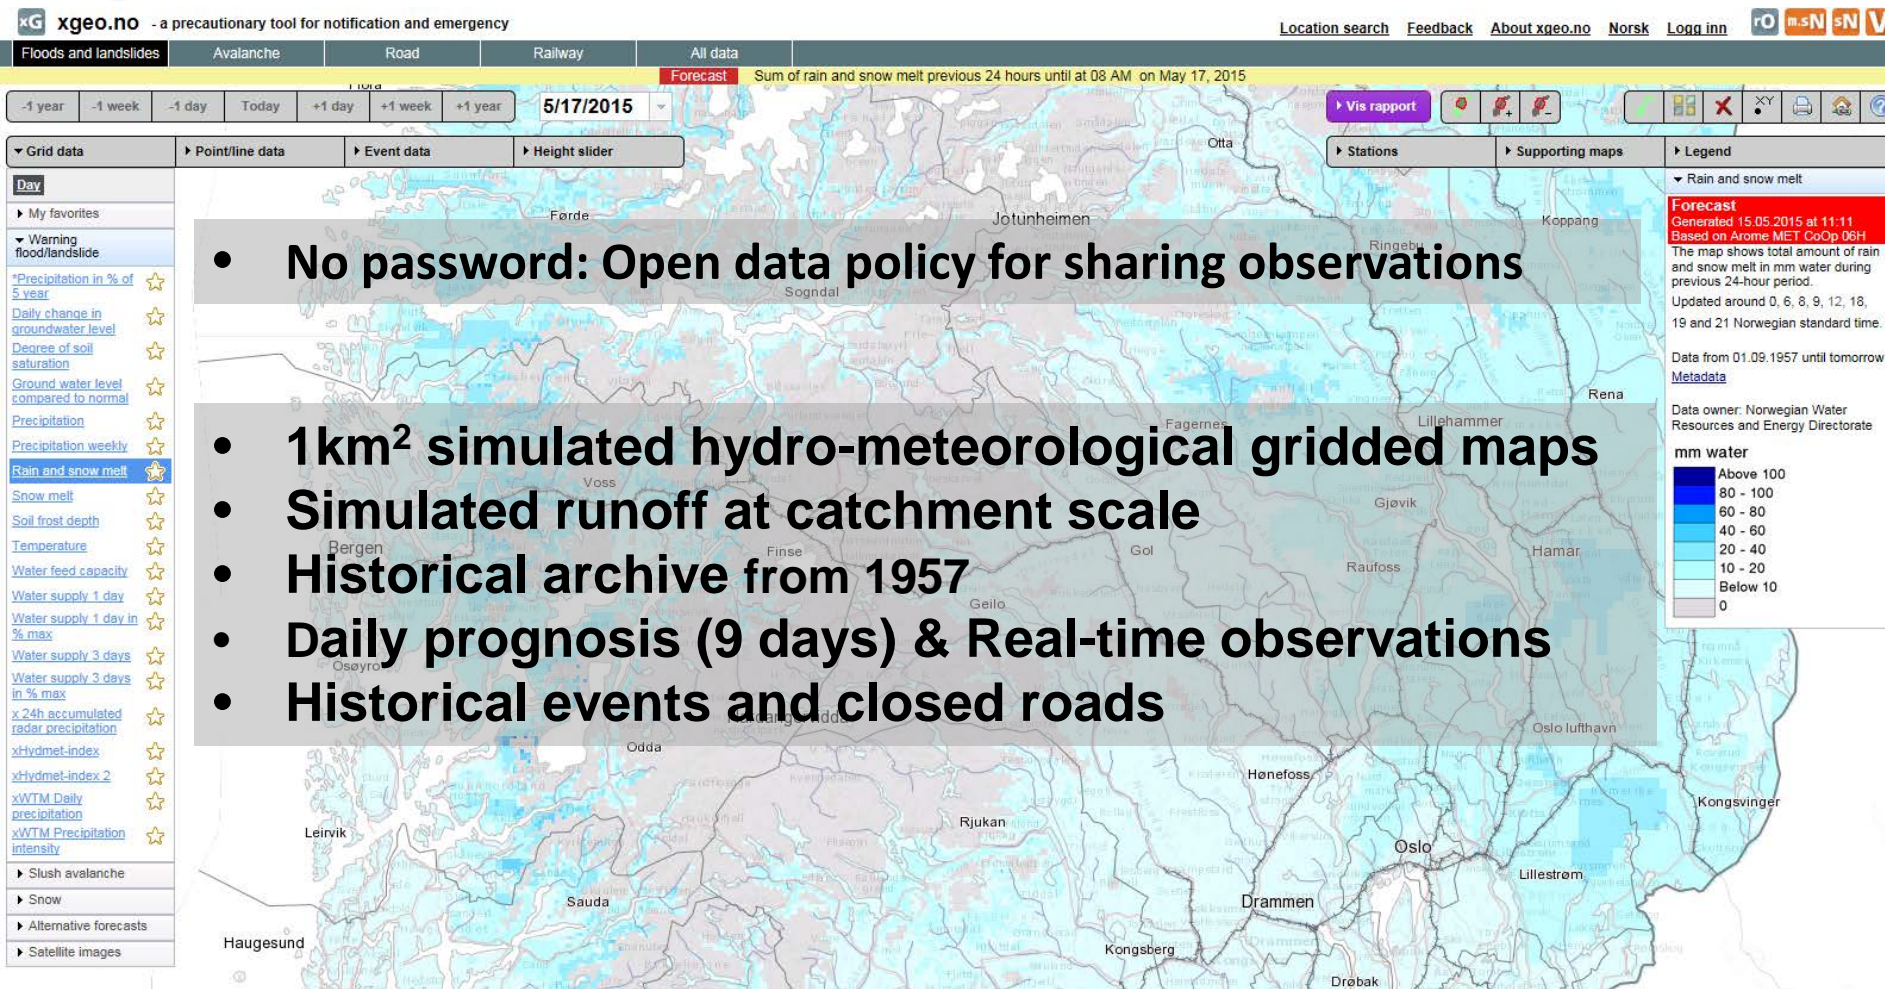 xG xgeo.no - a precautionary tool for notification and emergency
Location search Feedback About xgeo.no Norsk Logg inn rO m.sN sN V
Floods and landslides Avalanche Road Railway All data
Forecast Sum of rain and snow melt previous 24 hours until at 08 AM on May 17, 2015
-1 year -1 week -1 day Today +1 day +1 week +1 year 5/17/2015
Vis rapport
XY
Grid data Point/line data Event data Height slider
Stations Supporting maps Legend
Day
My favorites
Warning
flood/landslide
*Precipitation in % of
5 year
Daily change in
groundwater level
Degree of soil
saturation
Ground water level
compared to normal
Precipitation
Precipitation weekly
Rain and snow melt
Snow melt
Soil frost depth
Temperature
Water feed capacity
Water supply 1 day
Water supply 1 day in
% max
Water supply 3 days
Water supply 3 days
in % max
x 24h accumulated
radar precipitation
xHydmet-index
xHydmet-index 2
xWTM Daily
precipitation
xWTM Precipitation
intensity
Slush avalanche
Snow
Alternative forecasts
Satellite images
• No password: Open data policy for sharing observations
• 1km² simulated hydro-meteorological gridded maps
• Simulated runoff at catchment scale
• Historical archive from 1957
• Daily prognosis (9 days) & Real-time observations
• Historical events and closed roads
Rain and snow melt
Forecast
Generated 15.05.2015 at 11:11
Based on Arome MET CoOp 06H
The map shows total amount of rain
and snow melt in mm water during
previous 24-hour period.
Updated around 0, 6, 8, 9, 12, 18,
19 and 21 Norwegian standard time.
Data from 01.09.1957 until tomorrow
Metadata
Data owner: Norwegian Water
Resources and Energy Directorate
mm water
Above 100
80 - 100
60 - 80
40 - 60
20 - 40
10 - 20
Below 10
0
Otta
Førde
Jotunheimen
Koppang
Ringebu
Sogndal
Rena
Fagernes
Lillehammer
Voss
Gjøvik
Bergen
Finse
Gol
Hamar
Raufoss
Geilo
Osøyro
Oslo lufthavn
Odda
Hønefoss
Kongsvinger
Leirvik
Rjukan
Oslo
Lillestrøm
Sauda
Drammen
Haugesund
Kongsberg
Drøbak